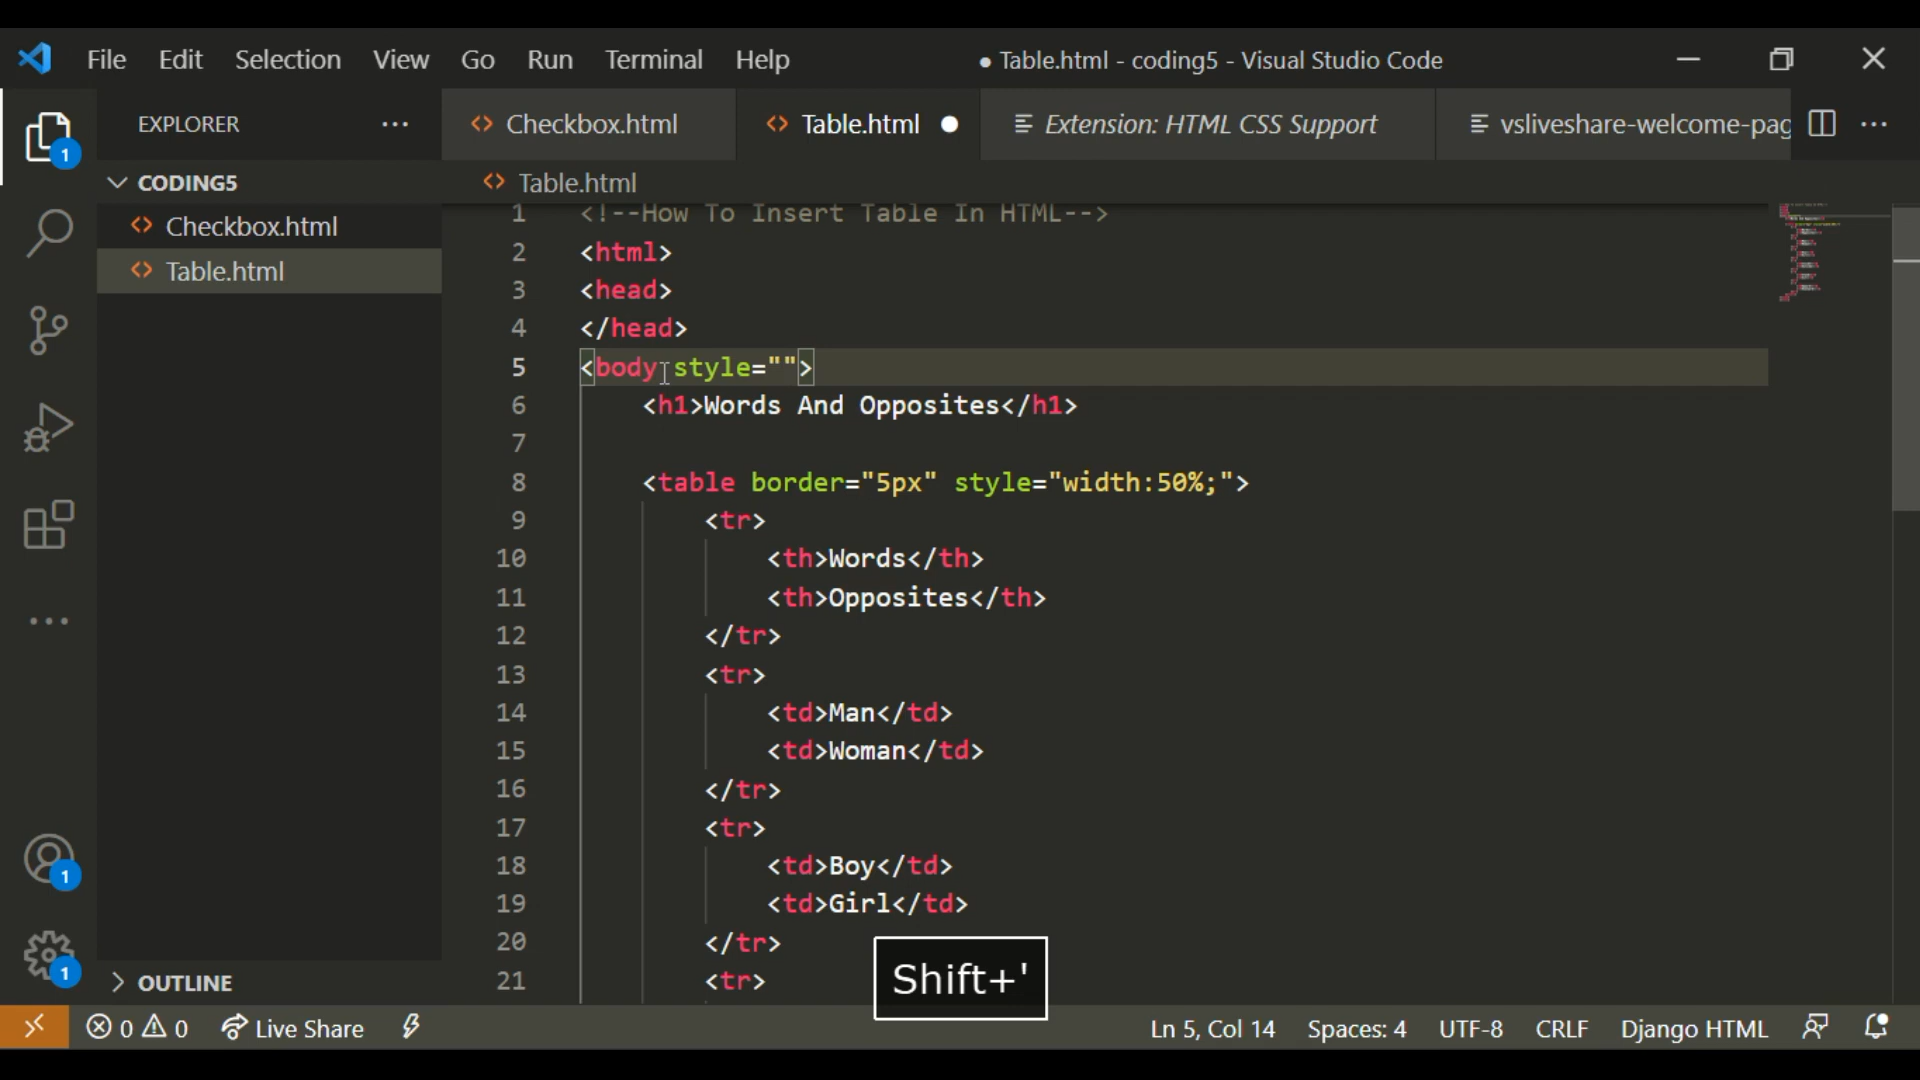 File Edit Selection View Go Run Terminal Help ● Table.html - coding5 - Visual Studio Code
EXPLORER ··· Checkbox.html Table.html Extension: HTML CSS Support vsliveshare-welcome-pag ···
1
CODING5
Table.html
Checkbox.html
Table.html
1 <!--How To Insert Table In HTML-->
2 <html>
3 <head>
4 </head>
5 <body style="">
6 <h1>Words And Opposites</h1>
7
8 <table border="5px" style="width:50%;">
9 <tr>
10 <th>Words</th>
11 <th>Opposites</th>
12 </tr>
13 <tr>
14 <td>Man</td>
15 <td>Woman</td>
16 </tr>
17 <tr>
18 <td>Boy</td>
19 <td>Girl</td>
20 </tr>
21 <tr>
1
1
OUTLINE
Shift+'
0 0 Live Share Ln 5, Col 14 Spaces: 4 UTF-8 CRLF Django HTML